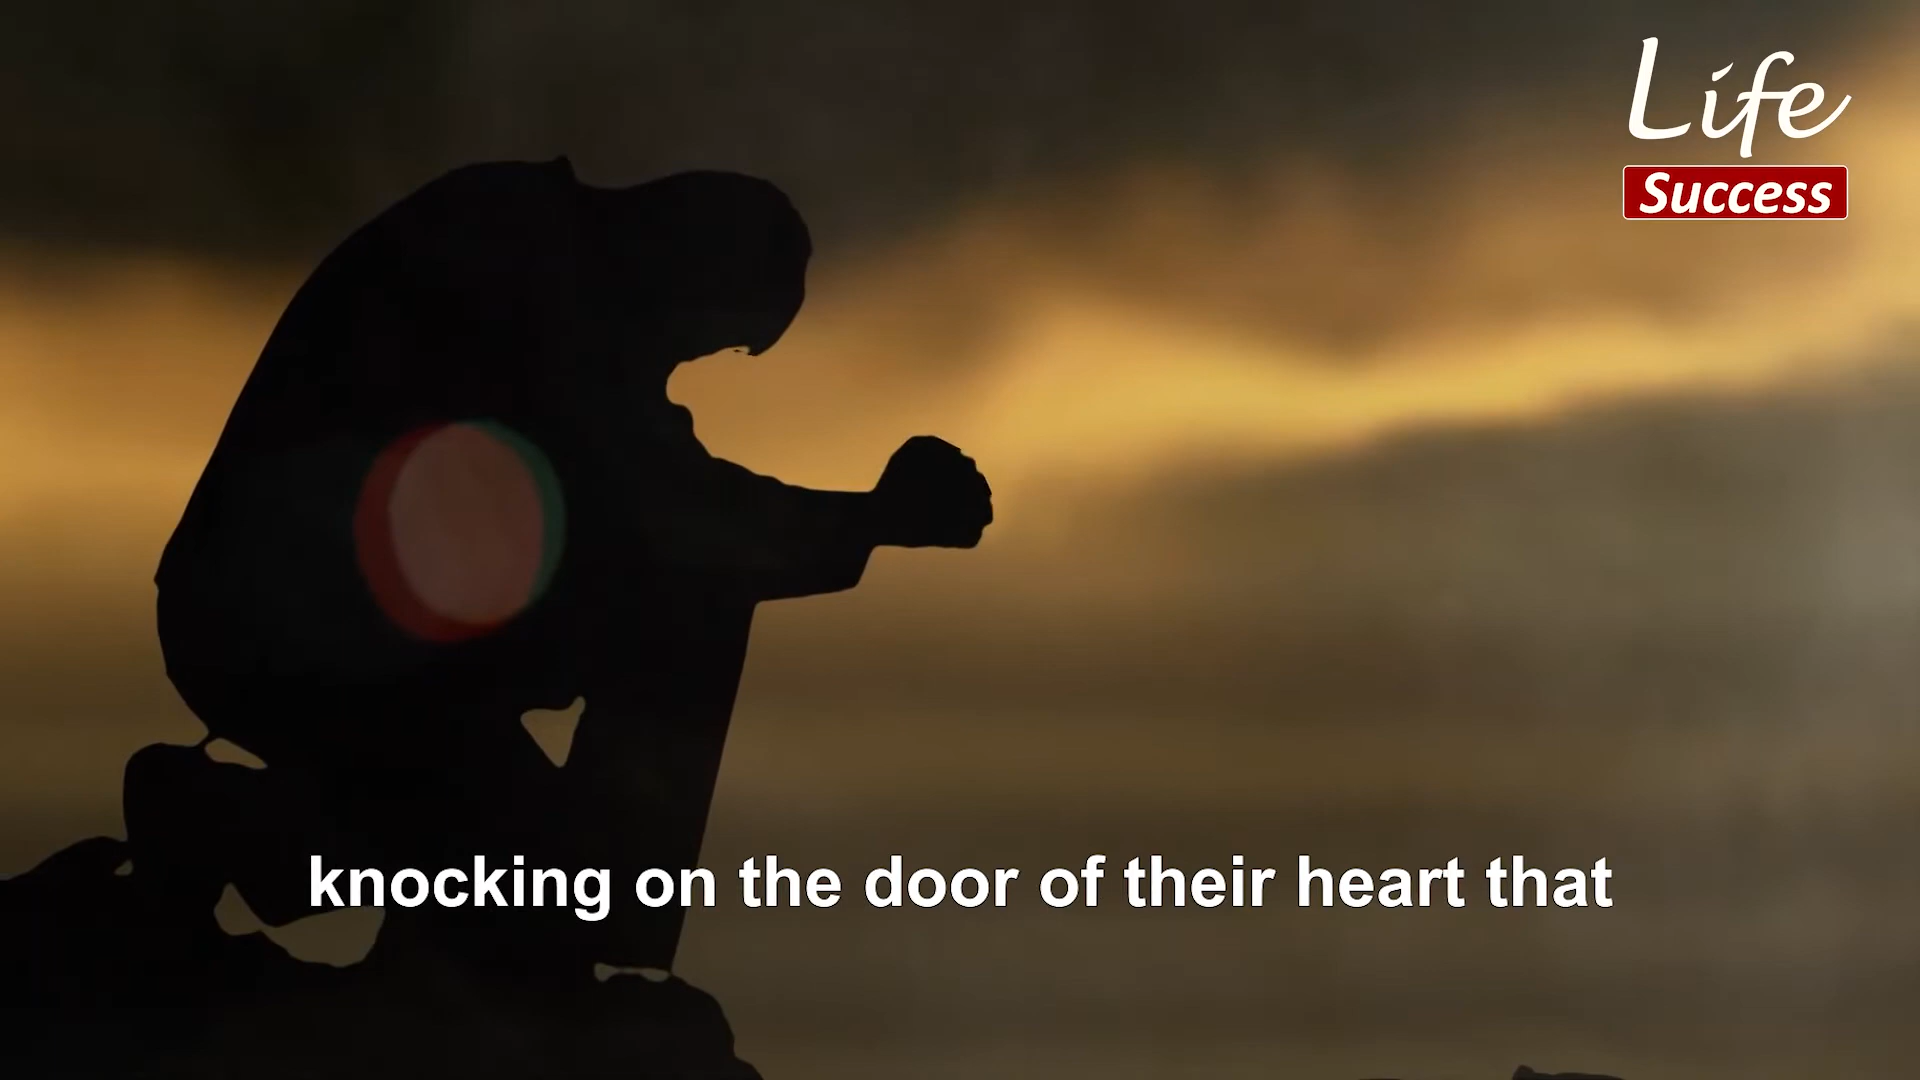 Life
Success
knocking on the door of their heart that